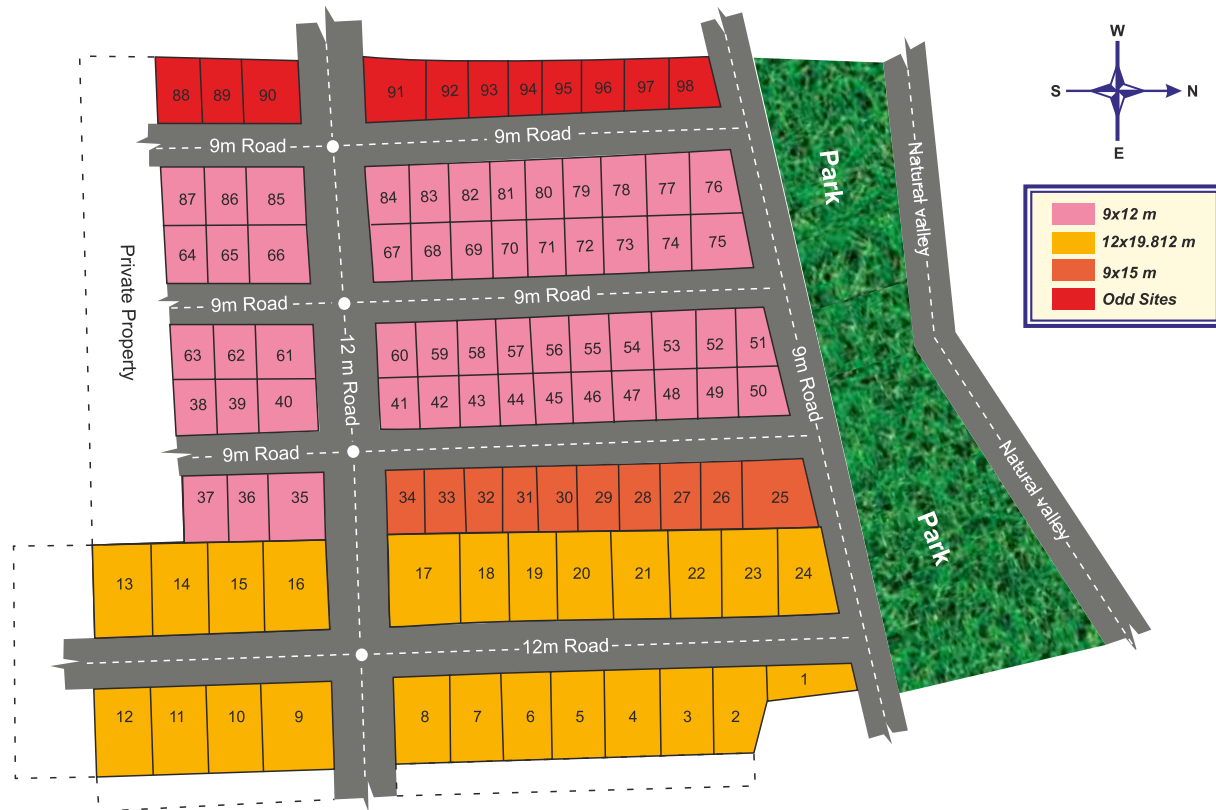 W
S N
E
9x12 m
12x19.812 m
9x15 m
Odd Sites
88 89 90 91 92 93 94 95 96 97 98
9m Road 9m Road
87 86 85 84 83 82 81 80 79 78 77 76
64 65 66 67 68 69 70 71 72 73 74 75
9m Road 9m Road
63 62 61 60 59 58 57 56 55 54 53 52 51
38 39 40 41 42 43 44 45 46 47 48 49 50
9m Road
37 36 35 34 33 32 31 30 29 28 27 26 25
13 14 15 16 17 18 19 20 21 22 23 24
12m Road
12 11 10 9 8 7 6 5 4 3 2 1
Private Property
12 m Road
9m Road
Park
Park
Natural valley
Natural valley